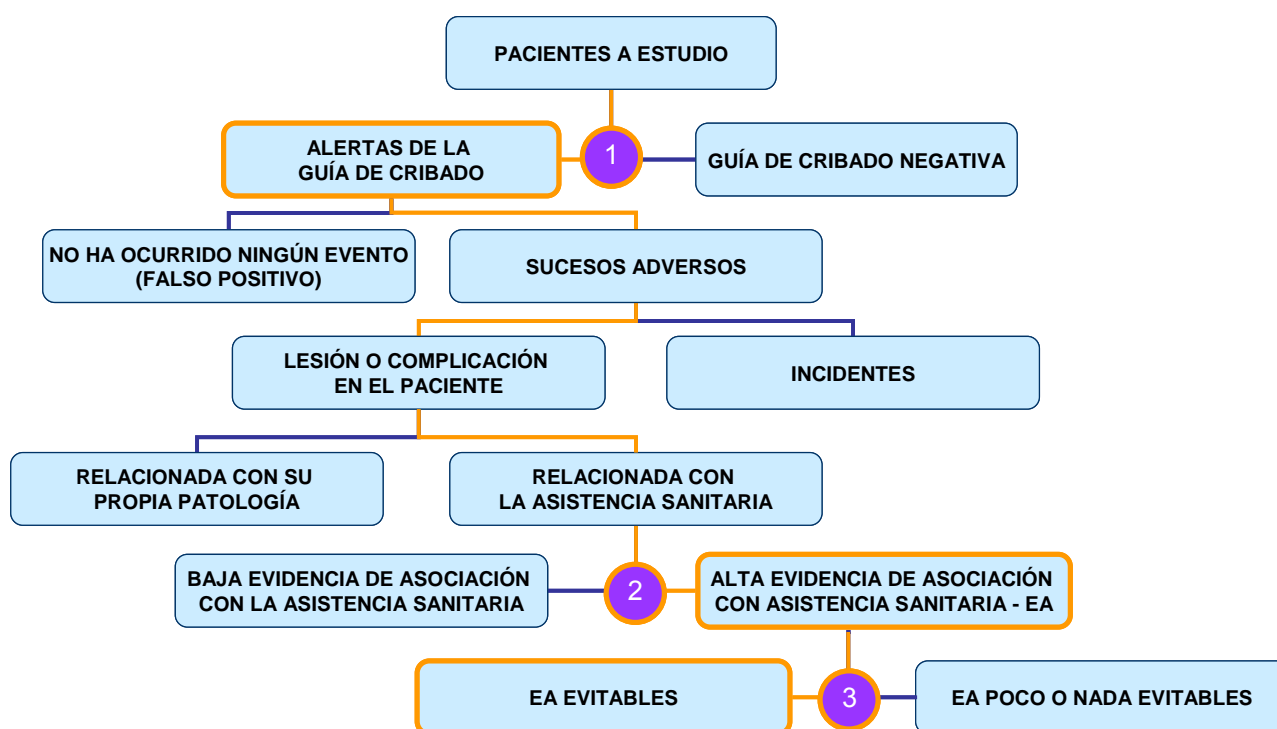 PACIENTES A ESTUDIO
ALERTAS DE LA
GUÍA DE CRIBADO
1
GUÍA DE CRIBADO NEGATIVA
NO HA OCURRIDO NINGÚN EVENTO
(FALSO POSITIVO)
SUCESOS ADVERSOS
LESIÓN O COMPLICACIÓN
EN EL PACIENTE
INCIDENTES
RELACIONADA CON SU
PROPIA PATOLOGÍA
RELACIONADA CON
LA ASISTENCIA SANITARIA
BAJA EVIDENCIA DE ASOCIACIÓN
CON LA ASISTENCIA SANITARIA
2
ALTA EVIDENCIA DE ASOCIACIÓN
CON ASISTENCIA SANITARIA - EA
EA EVITABLES
3
EA POCO O NADA EVITABLES